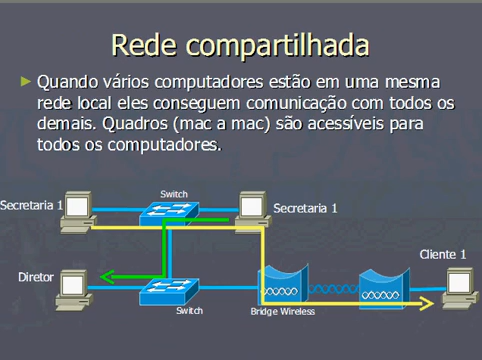 Rede compartilhada
Quando vários computadores estão em uma mesma
rede local eles conseguem comunicação com todos os
demais. Quadros (mac a mac) são acessíveis para
todos os computadores.
Switch
Secretaria 1
Secretaria 1
Cliente 1
Diretor
Switch
Bridge Wireless